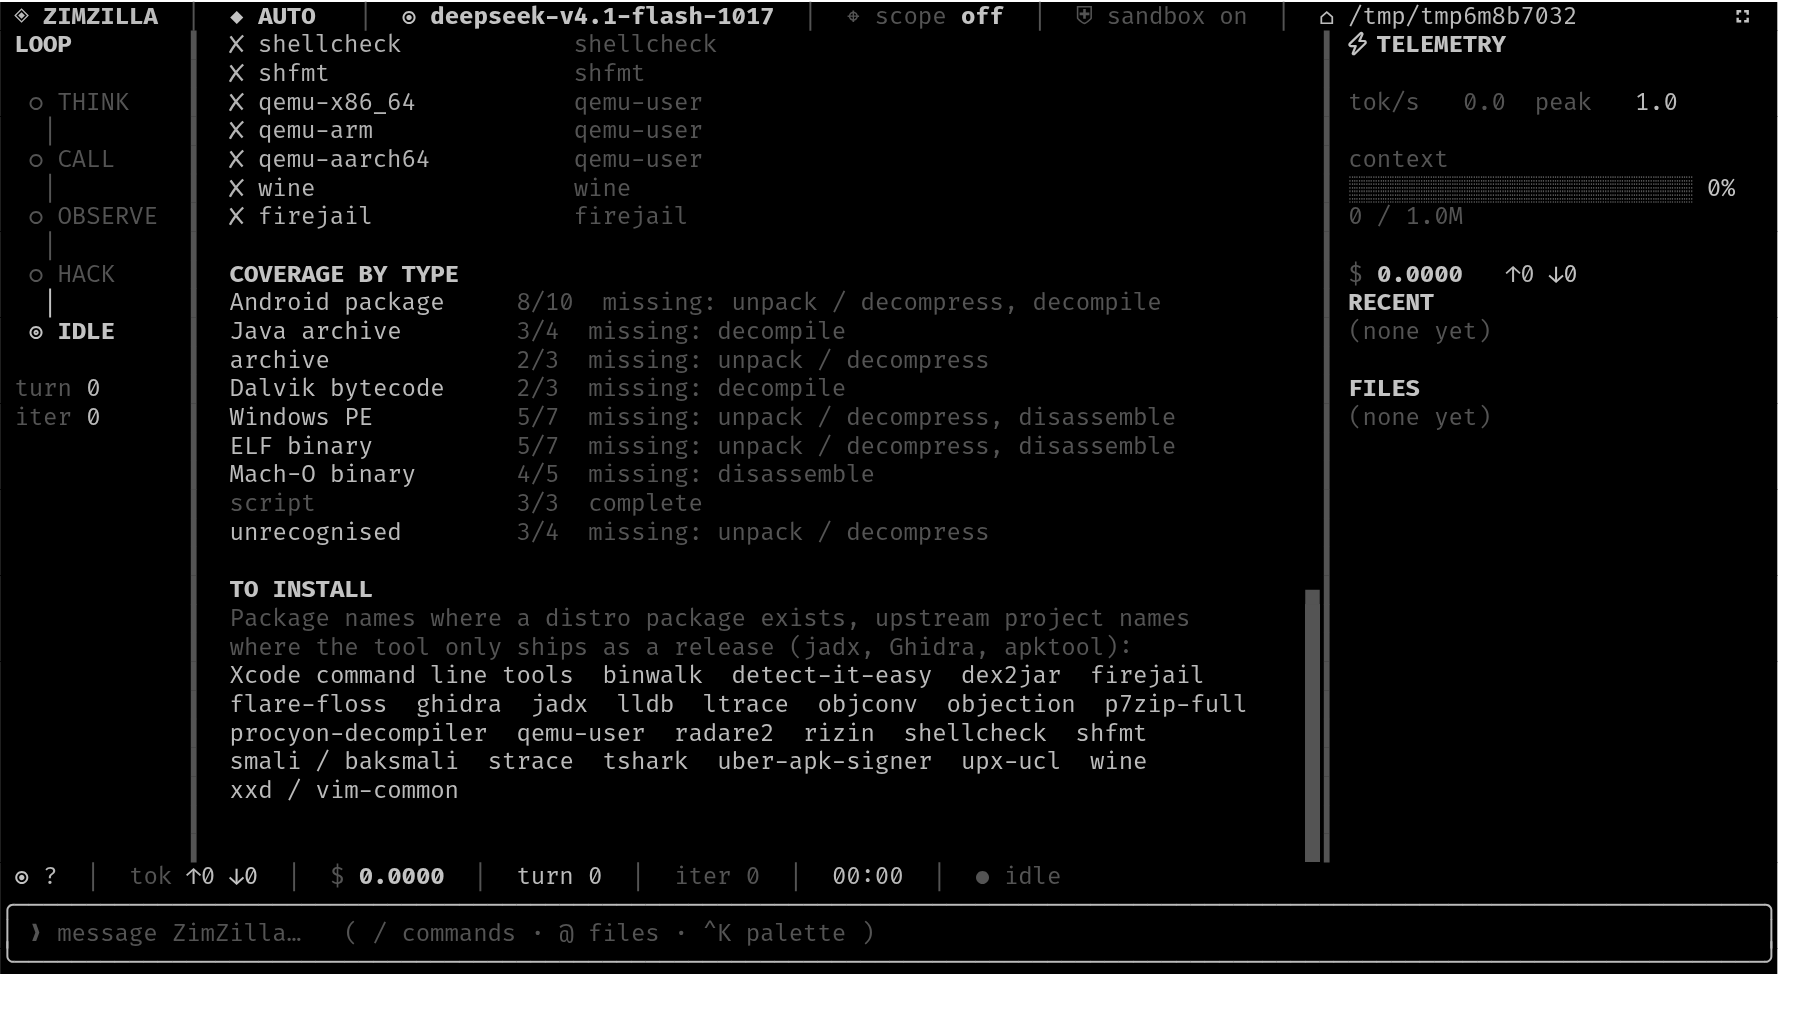 ◈ ZIMZILLA │ ◆ AUTO │ ◉ deepseek-v4.1-flash-1017 │ ⌖ scope off │ ⛨ sandbox on │ ⌂ /tmp/tmp6m8b7032 ⛶
LOOP
○ THINK
│
○ CALL
│
○ OBSERVE
│
○ HACK
│
◉ IDLE
turn 0
iter 0
╳ shellcheck shellcheck
╳ shfmt shfmt
╳ qemu-x86_64 qemu-user
╳ qemu-arm qemu-user
╳ qemu-aarch64 qemu-user
╳ wine wine
╳ firejail firejail
COVERAGE BY TYPE
Android package 8/10 missing: unpack / decompress, decompile
Java archive 3/4 missing: decompile
archive 2/3 missing: unpack / decompress
Dalvik bytecode 2/3 missing: decompile
Windows PE 5/7 missing: unpack / decompress, disassemble
ELF binary 5/7 missing: unpack / decompress, disassemble
Mach-O binary 4/5 missing: disassemble
script 3/3 complete
unrecognised 3/4 missing: unpack / decompress
TO INSTALL
Package names where a distro package exists, upstream project names
where the tool only ships as a release (jadx, Ghidra, apktool):
Xcode command line tools binwalk detect-it-easy dex2jar firejail
flare-floss ghidra jadx lldb ltrace objconv objection p7zip-full
procyon-decompiler qemu-user radare2 rizin shellcheck shfmt
smali / baksmali strace tshark uber-apk-signer upx-ucl wine
xxd / vim-common
⚡ TELEMETRY
tok/s 0.0 peak 1.0
context
0%
0 / 1.0M
$ 0.0000 ↑0 ↓0
RECENT
(none yet)
FILES
(none yet)
◉ ? │ tok ↑0 ↓0 │ $ 0.0000 │ turn 0 │ iter 0 │ 00:00 │ ● idle
❫ message ZimZilla… ( / commands · @ files · ^K palette )